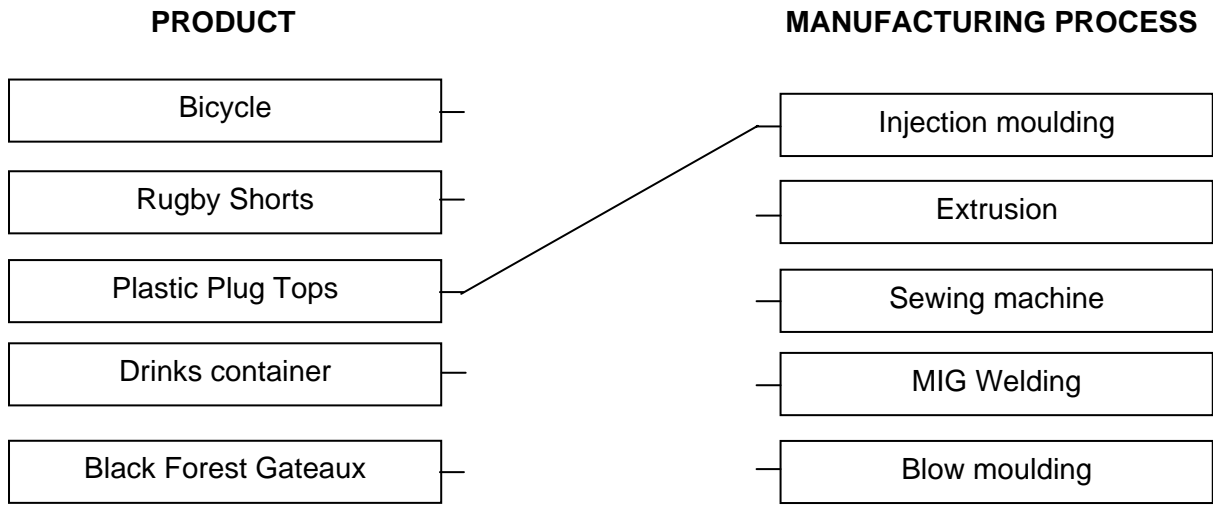 PRODUCT
MANUFACTURING PROCESS
Bicycle
Injection moulding
Rugby Shorts
Extrusion
Plastic Plug Tops
Sewing machine
Drinks container
MIG Welding
Black Forest Gateaux
Blow moulding